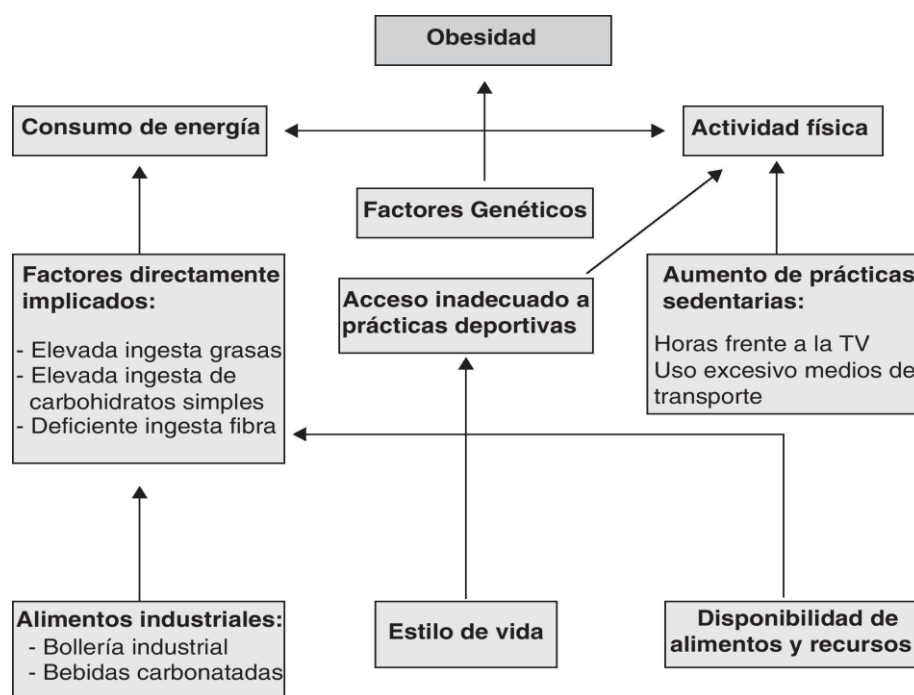 Obesidad
Consumo de energía
Actividad física
Factores Genéticos
Factores directamente
implicados:
- Elevada ingesta grasas
- Elevada ingesta de
carbohidratos simples
- Deficiente ingesta fibra
Acceso inadecuado a
prácticas deportivas
Aumento de prácticas
sedentarias:
Horas frente a la TV
Uso excesivo medios de
transporte
Alimentos industriales:
- Bollería industrial
- Bebidas carbonatadas
Estilo de vida
Disponibilidad de
alimentos y recursos